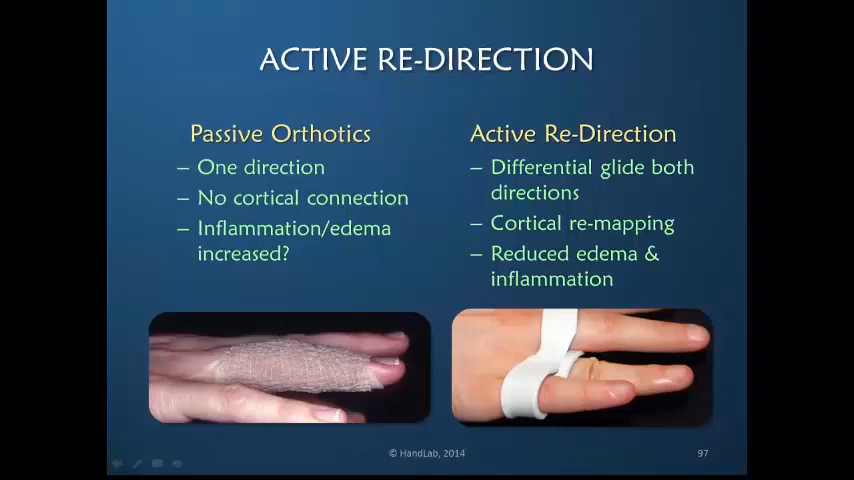 ACTIVE RE-DIRECTION
Passive Orthotics
– One direction
– No cortical connection
– Inflammation/edema
increased?
Active Re-Direction
– Differential glide both
directions
– Cortical re-mapping
– Reduced edema &
inflammation
© HandLab, 2014
97